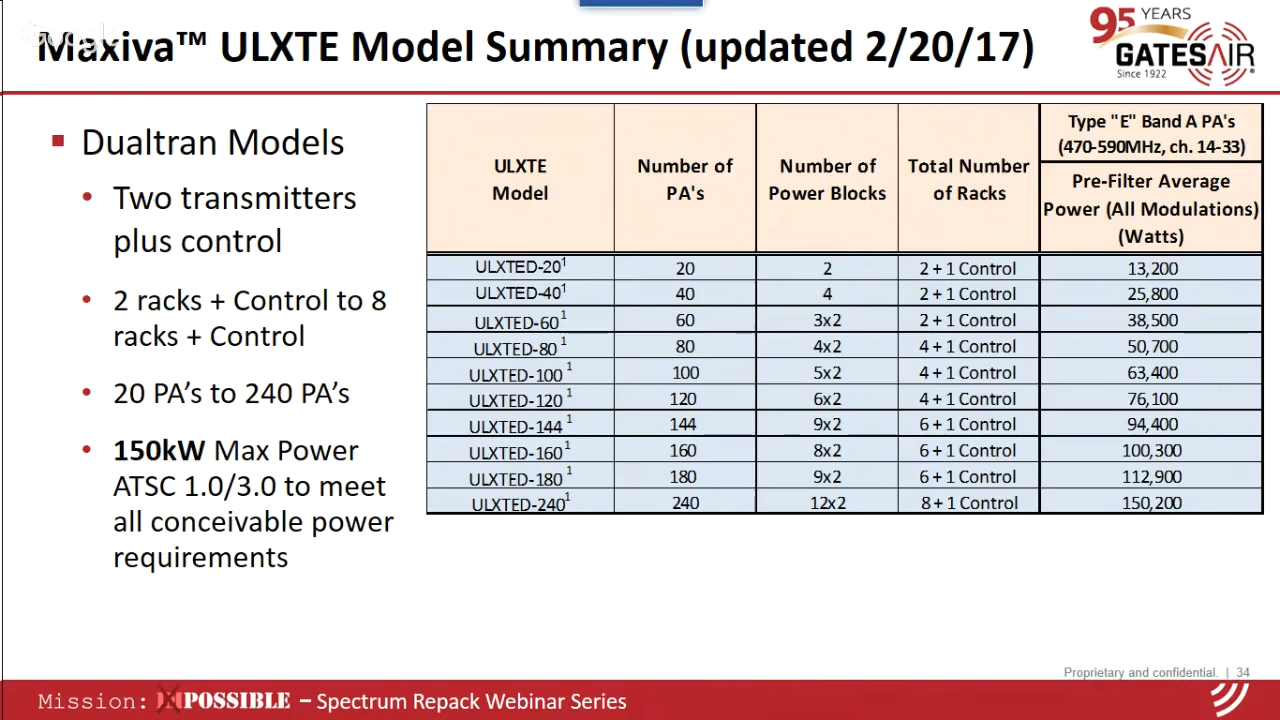 Maxiva™ ULXTE Model Summary (updated 2/20/17)
95 YEARS
GATESAIR®
Since 1922
Google
▪ Dualtran Models
• Two transmitters
plus control
• 2 racks + Control to 8
racks + Control
• 20 PA’s to 240 PA’s
• 150kW Max Power
ATSC 1.0/3.0 to meet
all conceivable power
requirements
ULXTE Model | Number of PA's | Number of Power Blocks | Total Number of Racks | Type "E" Band A PA's (470-590MHz, ch. 14-33) Pre-Filter Average Power (All Modulations) (Watts)
ULXTED-20¹ | 20 | 2 | 2 + 1 Control | 13,200
ULXTED-40¹ | 40 | 4 | 2 + 1 Control | 25,800
ULXTED-60¹ | 60 | 3x2 | 2 + 1 Control | 38,500
ULXTED-80¹ | 80 | 4x2 | 4 + 1 Control | 50,700
ULXTED-100¹ | 100 | 5x2 | 4 + 1 Control | 63,400
ULXTED-120¹ | 120 | 6x2 | 4 + 1 Control | 76,100
ULXTED-144¹ | 144 | 9x2 | 6 + 1 Control | 94,400
ULXTED-160¹ | 160 | 8x2 | 6 + 1 Control | 100,300
ULXTED-180¹ | 180 | 9x2 | 6 + 1 Control | 112,900
ULXTED-240¹ | 240 | 12x2 | 8 + 1 Control | 150,200
Proprietary and confidential. | 34
Mission: IMPOSSIBLE – Spectrum Repack Webinar Series